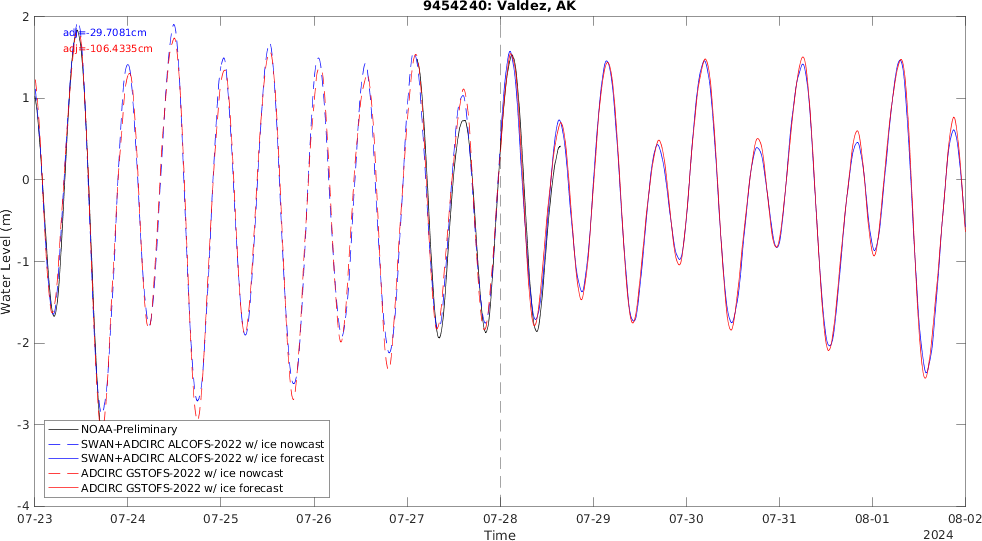 9454240: Valdez, AK
adj=-29.7081cm
adj=-106.4335cm
Water Level (m)
2
1
0
-1
-2
-3
-4
NOAA-Preliminary
SWAN+ADCIRC ALCOFS-2022 w/ ice nowcast
SWAN+ADCIRC ALCOFS-2022 w/ ice forecast
ADCIRC GSTOFS-2022 w/ ice nowcast
ADCIRC GSTOFS-2022 w/ ice forecast
07-23 07-24 07-25 07-26 07-27 07-28 07-29 07-30 07-31 08-01 08-02
Time
2024